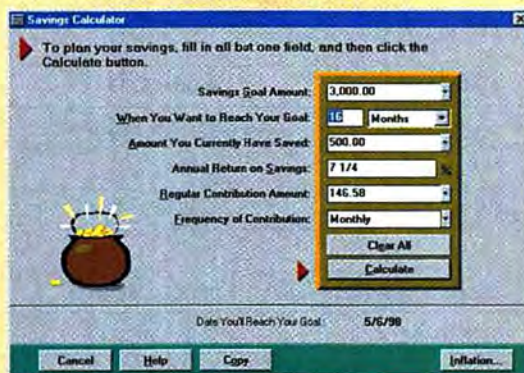 Savings Calculator
To plan your savings, fill in all but one field, and then click the
Calculate button.
Savings Goal Amount: 3,000.00
When You Want to Reach Your Goal: 16 Months
Amount You Currently Have Saved: 500.00
Annual Return on Savings: 7 1/4 %
Regular Contribution Amount: 146.58
Frequency of Contribution: Monthly
Clear All
Calculate
Date You'll Reach Your Goal: 5/6/98
Cancel Help Copy Inflation...